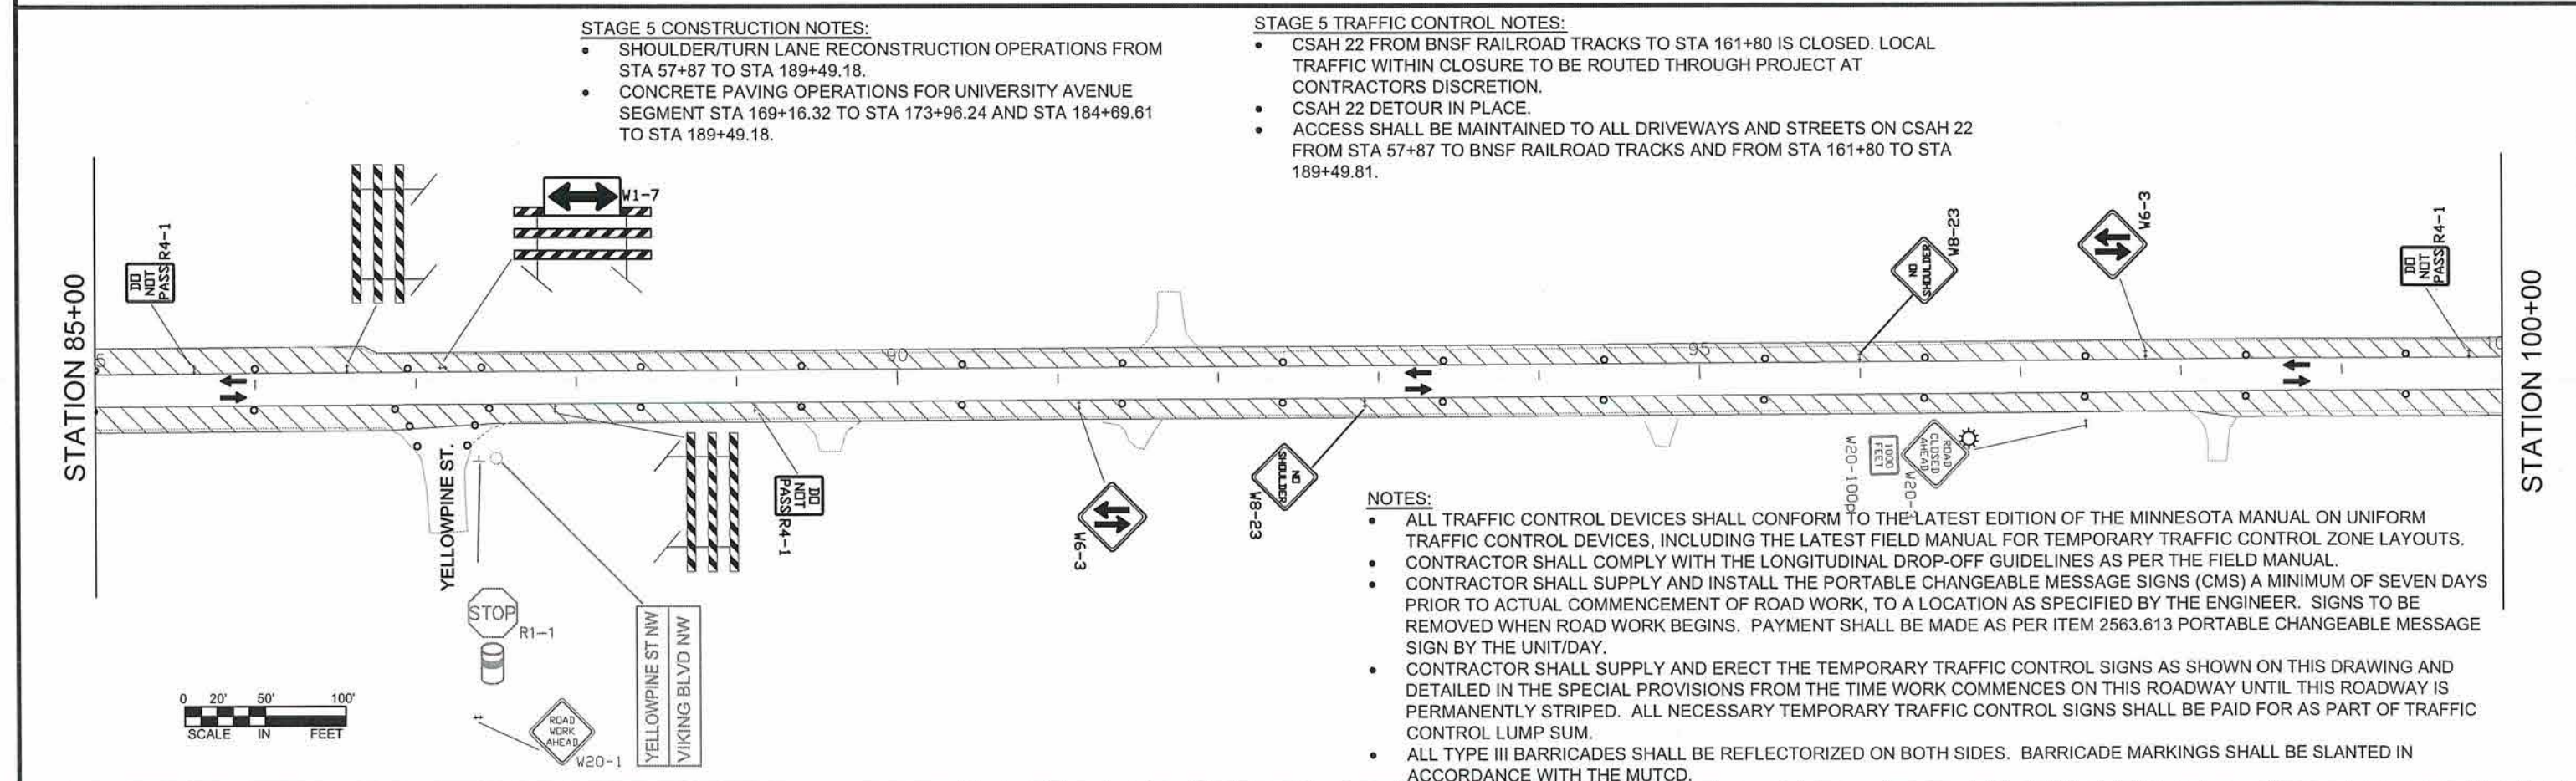 STAGE 5 CONSTRUCTION NOTES:
• SHOULDER/TURN LANE RECONSTRUCTION OPERATIONS FROM
STA 57+87 TO STA 189+49.18.
• CONCRETE PAVING OPERATIONS FOR UNIVERSITY AVENUE
SEGMENT STA 169+16.32 TO STA 173+96.24 AND STA 184+69.61
TO STA 189+49.18.
STAGE 5 TRAFFIC CONTROL NOTES:
• CSAH 22 FROM BNSF RAILROAD TRACKS TO STA 161+80 IS CLOSED. LOCAL
TRAFFIC WITHIN CLOSURE TO BE ROUTED THROUGH PROJECT AT
CONTRACTORS DISCRETION.
• CSAH 22 DETOUR IN PLACE.
• ACCESS SHALL BE MAINTAINED TO ALL DRIVEWAYS AND STREETS ON CSAH 22
FROM STA 57+87 TO BNSF RAILROAD TRACKS AND FROM STA 161+80 TO STA
189+49.81.
STATION 85+00
DO
NOT
PASS
R4-1
W1-7
NO
SHOULDER
W8-23
W6-3
DO
NOT
PASS
R4-1
STATION 100+00
5
90
95
10
YELLOWPINE ST.
DO
NOT
PASS
R4-1
W6-3
NO
SHOULDER
W8-23
1000
FEET
W20-100p
ROAD
CLOSED
AHEAD
W20-3
STOP
R1-1
ROAD
WORK
AHEAD
W20-1
YELLOWPINE ST NW
VIKING BLVD NW
0 20' 50' 100'
SCALE IN FEET
NOTES:
• ALL TRAFFIC CONTROL DEVICES SHALL CONFORM TO THE LATEST EDITION OF THE MINNESOTA MANUAL ON UNIFORM
TRAFFIC CONTROL DEVICES, INCLUDING THE LATEST FIELD MANUAL FOR TEMPORARY TRAFFIC CONTROL ZONE LAYOUTS.
• CONTRACTOR SHALL COMPLY WITH THE LONGITUDINAL DROP-OFF GUIDELINES AS PER THE FIELD MANUAL.
• CONTRACTOR SHALL SUPPLY AND INSTALL THE PORTABLE CHANGEABLE MESSAGE SIGNS (CMS) A MINIMUM OF SEVEN DAYS
PRIOR TO ACTUAL COMMENCEMENT OF ROAD WORK, TO A LOCATION AS SPECIFIED BY THE ENGINEER. SIGNS TO BE
REMOVED WHEN ROAD WORK BEGINS. PAYMENT SHALL BE MADE AS PER ITEM 2563.613 PORTABLE CHANGEABLE MESSAGE
SIGN BY THE UNIT/DAY.
• CONTRACTOR SHALL SUPPLY AND ERECT THE TEMPORARY TRAFFIC CONTROL SIGNS AS SHOWN ON THIS DRAWING AND
DETAILED IN THE SPECIAL PROVISIONS FROM THE TIME WORK COMMENCES ON THIS ROADWAY UNTIL THIS ROADWAY IS
PERMANENTLY STRIPED. ALL NECESSARY TEMPORARY TRAFFIC CONTROL SIGNS SHALL BE PAID FOR AS PART OF TRAFFIC
CONTROL LUMP SUM.
• ALL TYPE III BARRICADES SHALL BE REFLECTORIZED ON BOTH SIDES. BARRICADE MARKINGS SHALL BE SLANTED IN
ACCORDANCE WITH THE MUTCD.